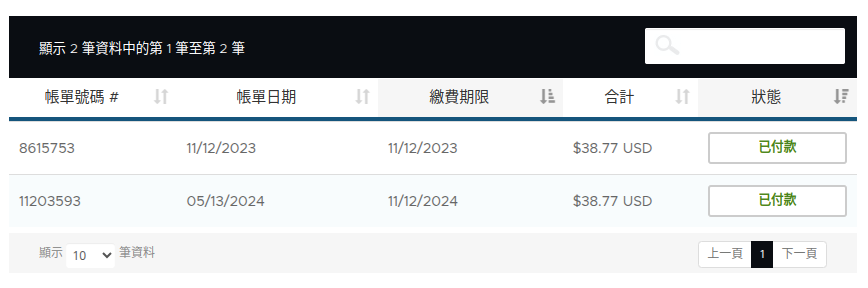 顯示 2 筆資料中的第 1 筆至第 2 筆
帳單號碼 # 帳單日期 繳費期限 合計 狀態
8615753 11/12/2023 11/12/2023 $38.77 USD 已付款
11203593 05/13/2024 11/12/2024 $38.77 USD 已付款
顯示 10 筆資料 上一頁 1 下一頁